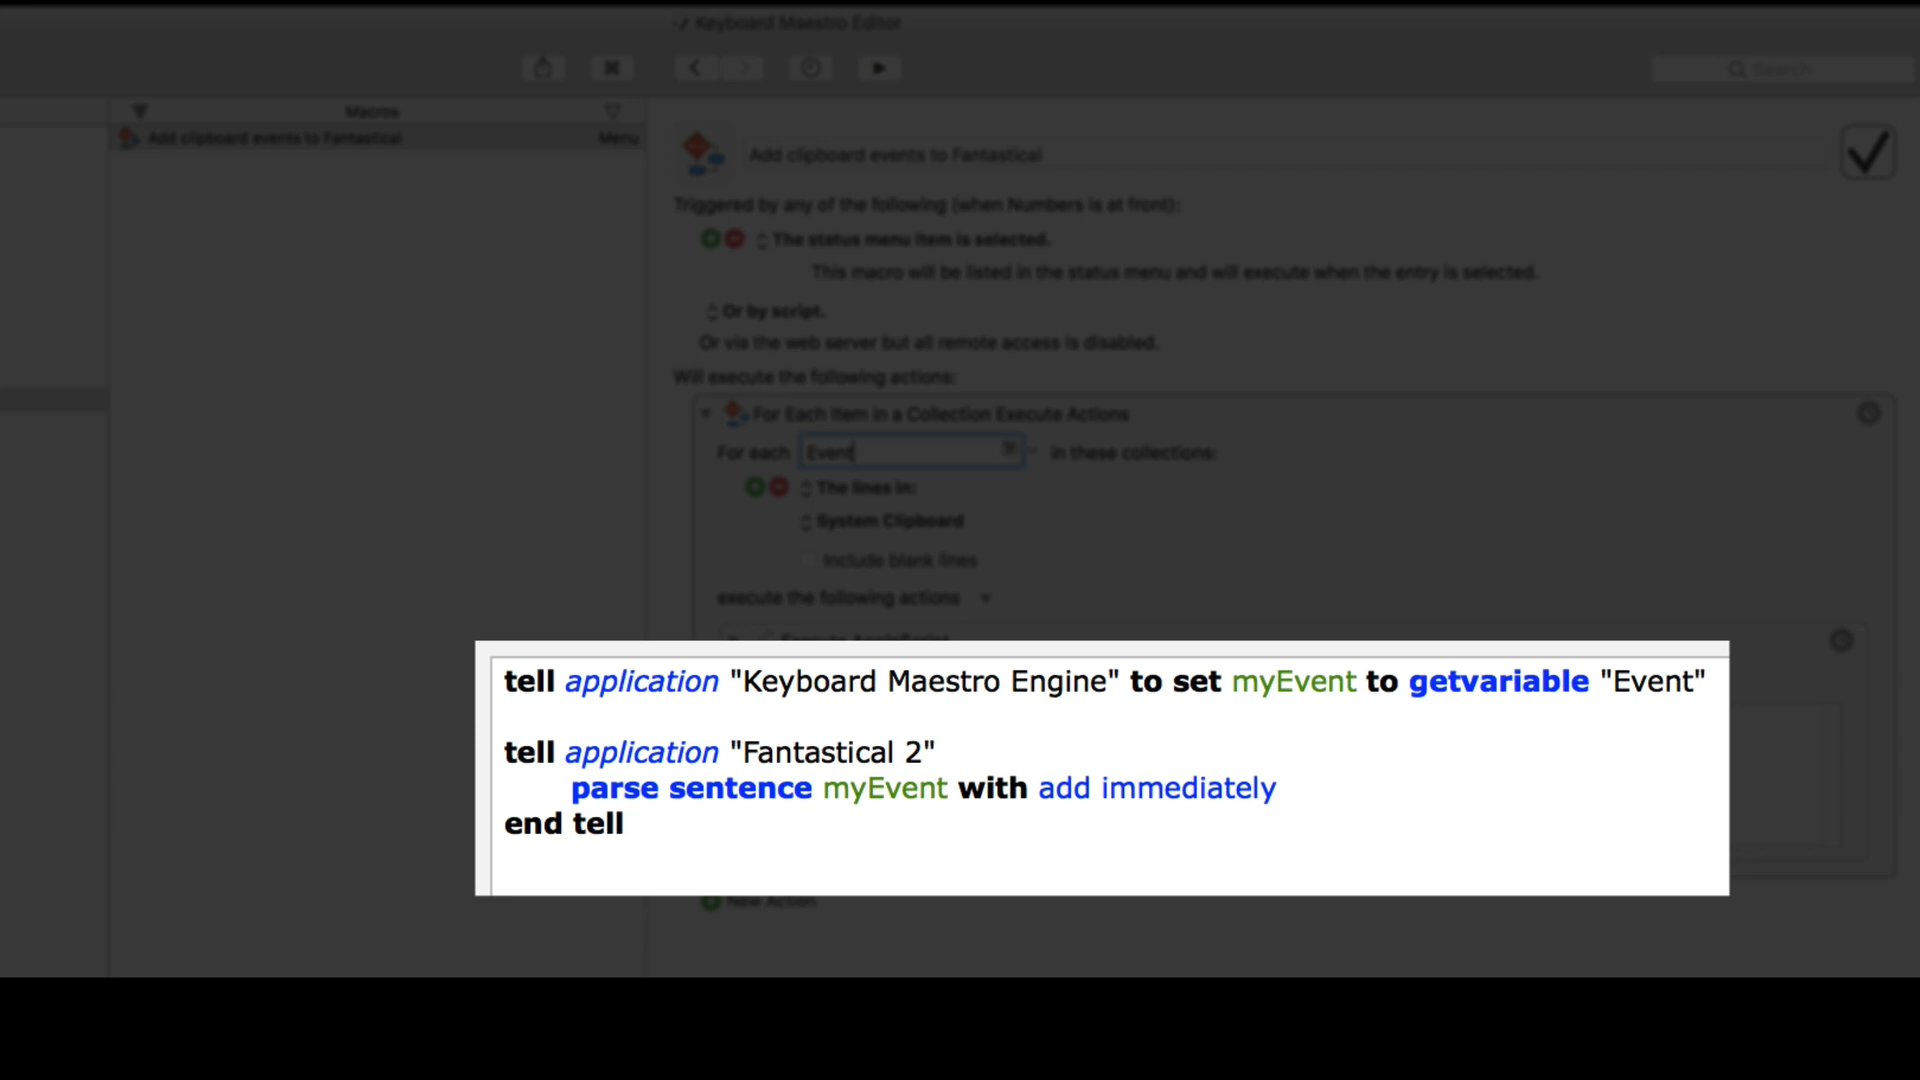 Keyboard Maestro Editor
Search
Macros
Add clipboard events to Fantastical
Menu
Add clipboard events to Fantastical
Triggered by any of the following (when Numbers is at front):
The status menu item is selected.
This macro will be listed in the status menu and will execute when the entry is selected.
Or by script.
Or via the web server but all remote access is disabled.
Will execute the following actions:
For Each Item in a Collection Execute Actions
For each Event in these collections:
The lines in:
System Clipboard
Include blank lines
execute the following actions
Execute AppleScript
tell application "Keyboard Maestro Engine" to set myEvent to getvariable "Event"
tell application "Fantastical 2"
parse sentence myEvent with add immediately
end tell
New Action